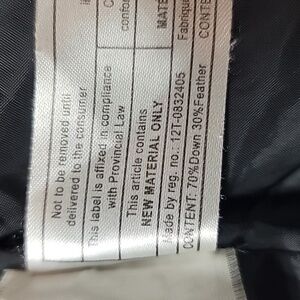 Not to be removed until
delivered to the consumer
This label is affixed in compliance
with Provincial Law
This article contains
NEW MATERIAL ONLY
Made by reg. no.: 12T-0832405
CONTENT: 70%Down 30%Feather
MATE
Fabrique
CONTE